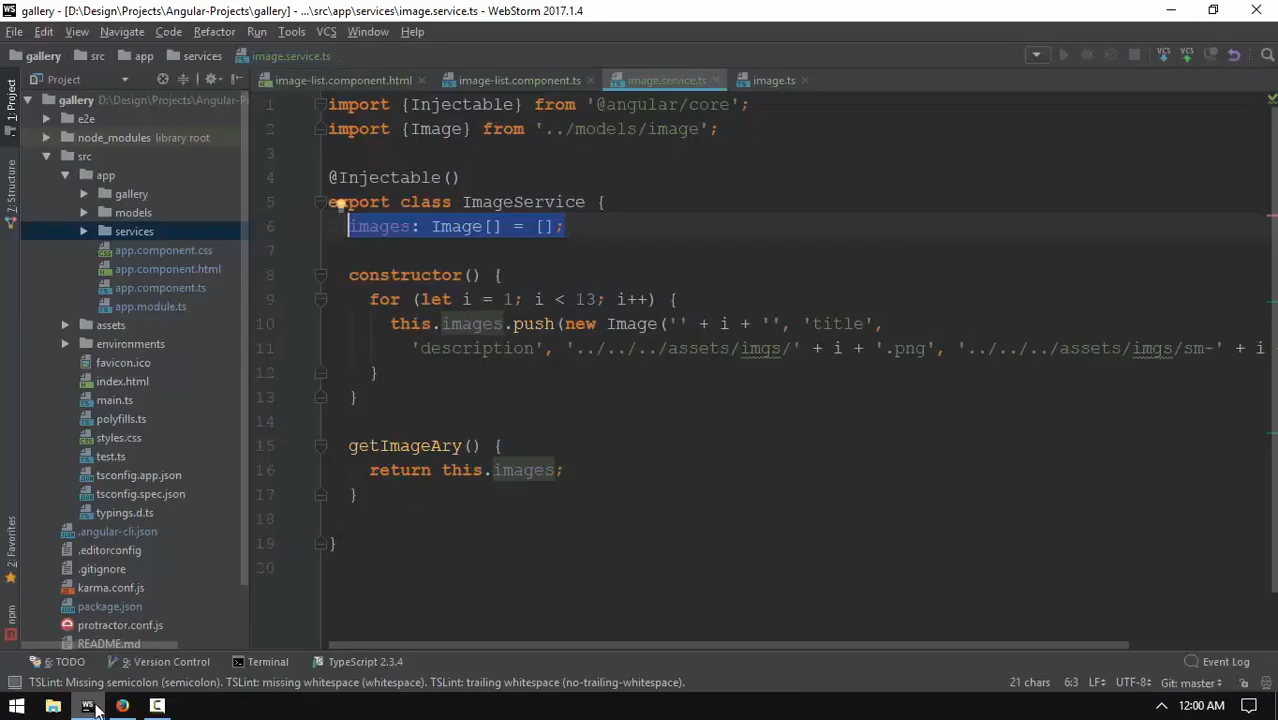 gallery - [D:\Design\Projects\Angular-Projects\gallery] - ...\src\app\services\image.service.ts - WebStorm 2017.1.4
File Edit View Navigate Code Refactor Run Tools VCS Window Help
gallery src app services image.service.ts
Project image-list.component.html image-list.component.ts image.service.ts image.ts
1: Project
7: Structure
2: Favorites
npm
gallery D:\Design\Projects\Angular-P
e2e
node_modules library root
src
app
gallery
models
services
app.component.css
app.component.html
app.component.ts
app.module.ts
assets
environments
favicon.ico
index.html
main.ts
polyfills.ts
styles.css
test.ts
tsconfig.app.json
tsconfig.spec.json
typings.d.ts
.angular-cli.json
.editorconfig
.gitignore
karma.conf.js
package.json
protractor.conf.js
README.md
1 import {Injectable} from '@angular/core';
2 import {Image} from '../models/image';
3
4 @Injectable()
5 export class ImageService {
6 images: Image[] = [];
7
8 constructor() {
9 for (let i = 1; i < 13; i++) {
10 this.images.push(new Image('' + i + '', 'title',
11 'description', '../../../assets/imgs/' + i + '.png', '../../../assets/imgs/sm-' + i
12 }
13 }
14
15 getImageAry() {
16 return this.images;
17 }
18
19 }
20
6: TODO 9: Version Control Terminal TypeScript 2.3.4 Event Log
TSLint: Missing semicolon (semicolon). TSLint: missing whitespace (whitespace). TSLint: trailing whitespace (no-trailing-whitespace). 21 chars 6:3 LF÷ UTF-8÷ Git: master÷
WS 12:00 AM